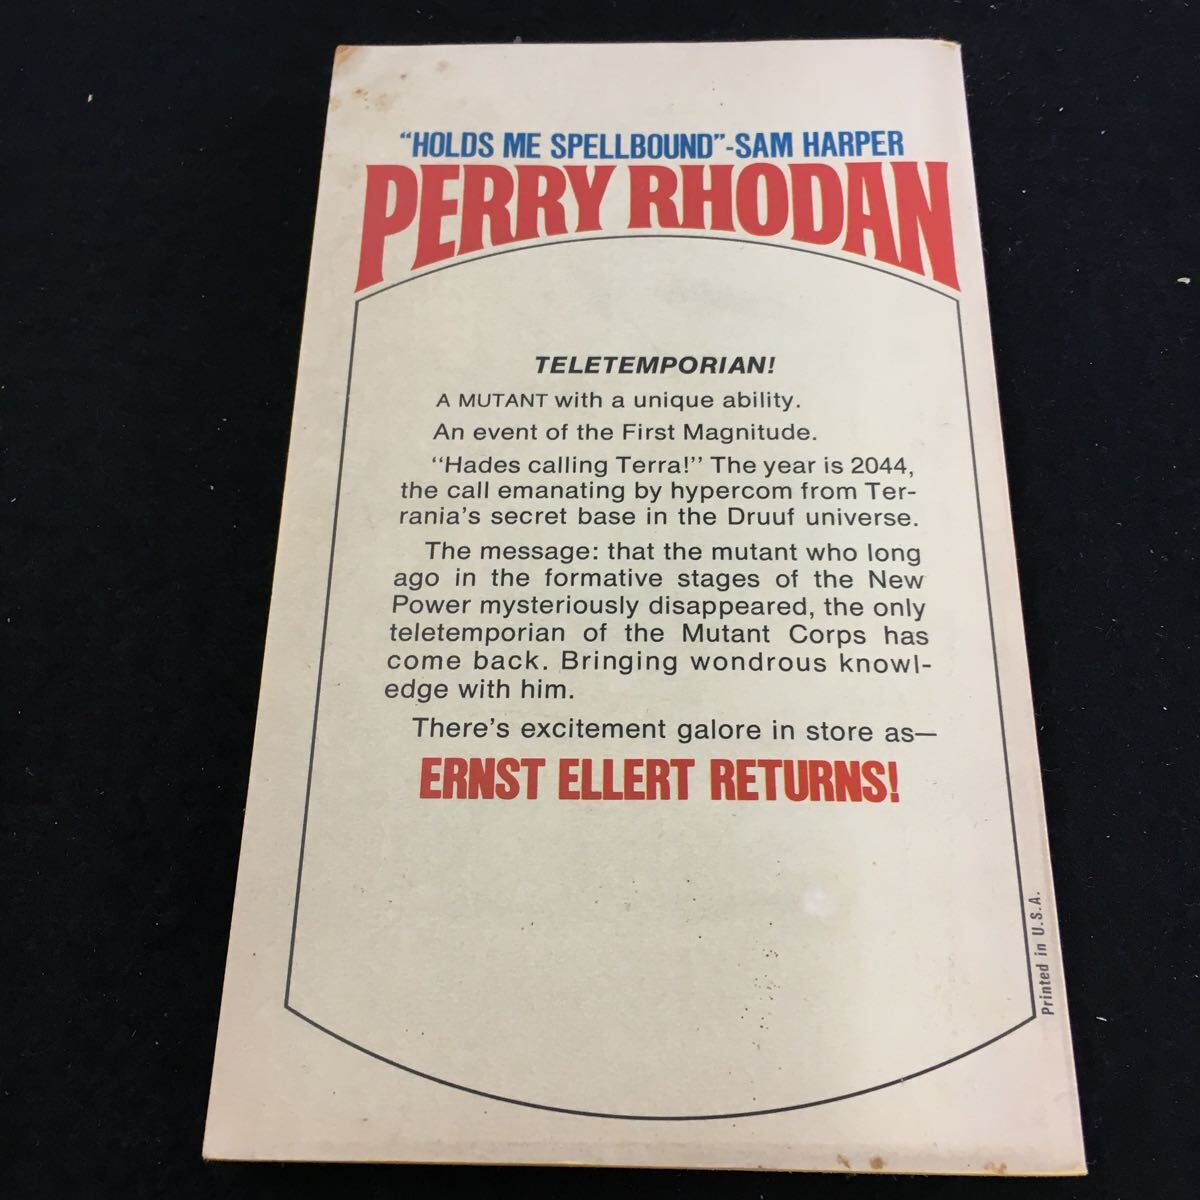 “HOLDS ME SPELLBOUND”-SAM HARPER
PERRY RHODAN
TELETEMPORIAN!
A MUTANT with a unique ability.
An event of the First Magnitude.
“Hades calling Terra!” The year is 2044,
the call emanating by hypercom from Ter-
rania’s secret base in the Druuf universe.
The message: that the mutant who long
ago in the formative stages of the New
Power mysteriously disappeared, the only
teletemporian of the Mutant Corps has
come back. Bringing wondrous knowl-
edge with him.
There’s excitement galore in store as—
ERNST ELLERT RETURNS!
Printed in U.S.A.